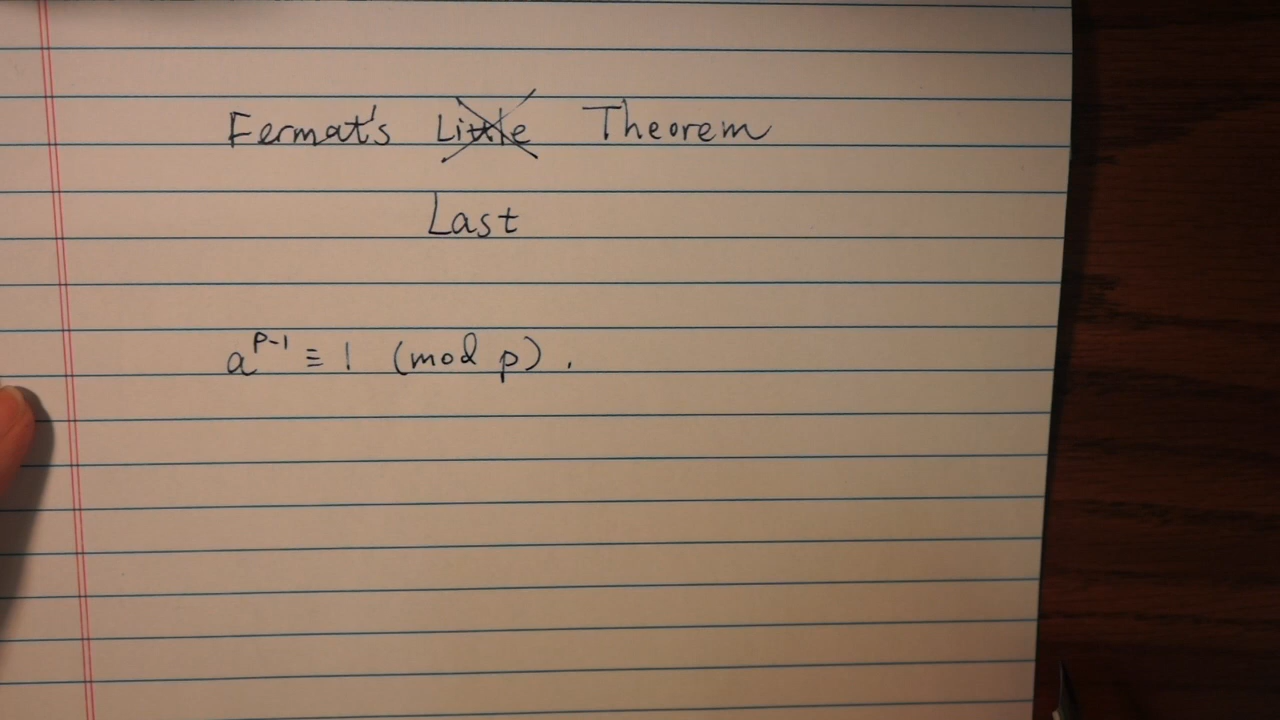 Fermat's Little Theorem
Last
a^{p-1} ≡ 1 (mod p).